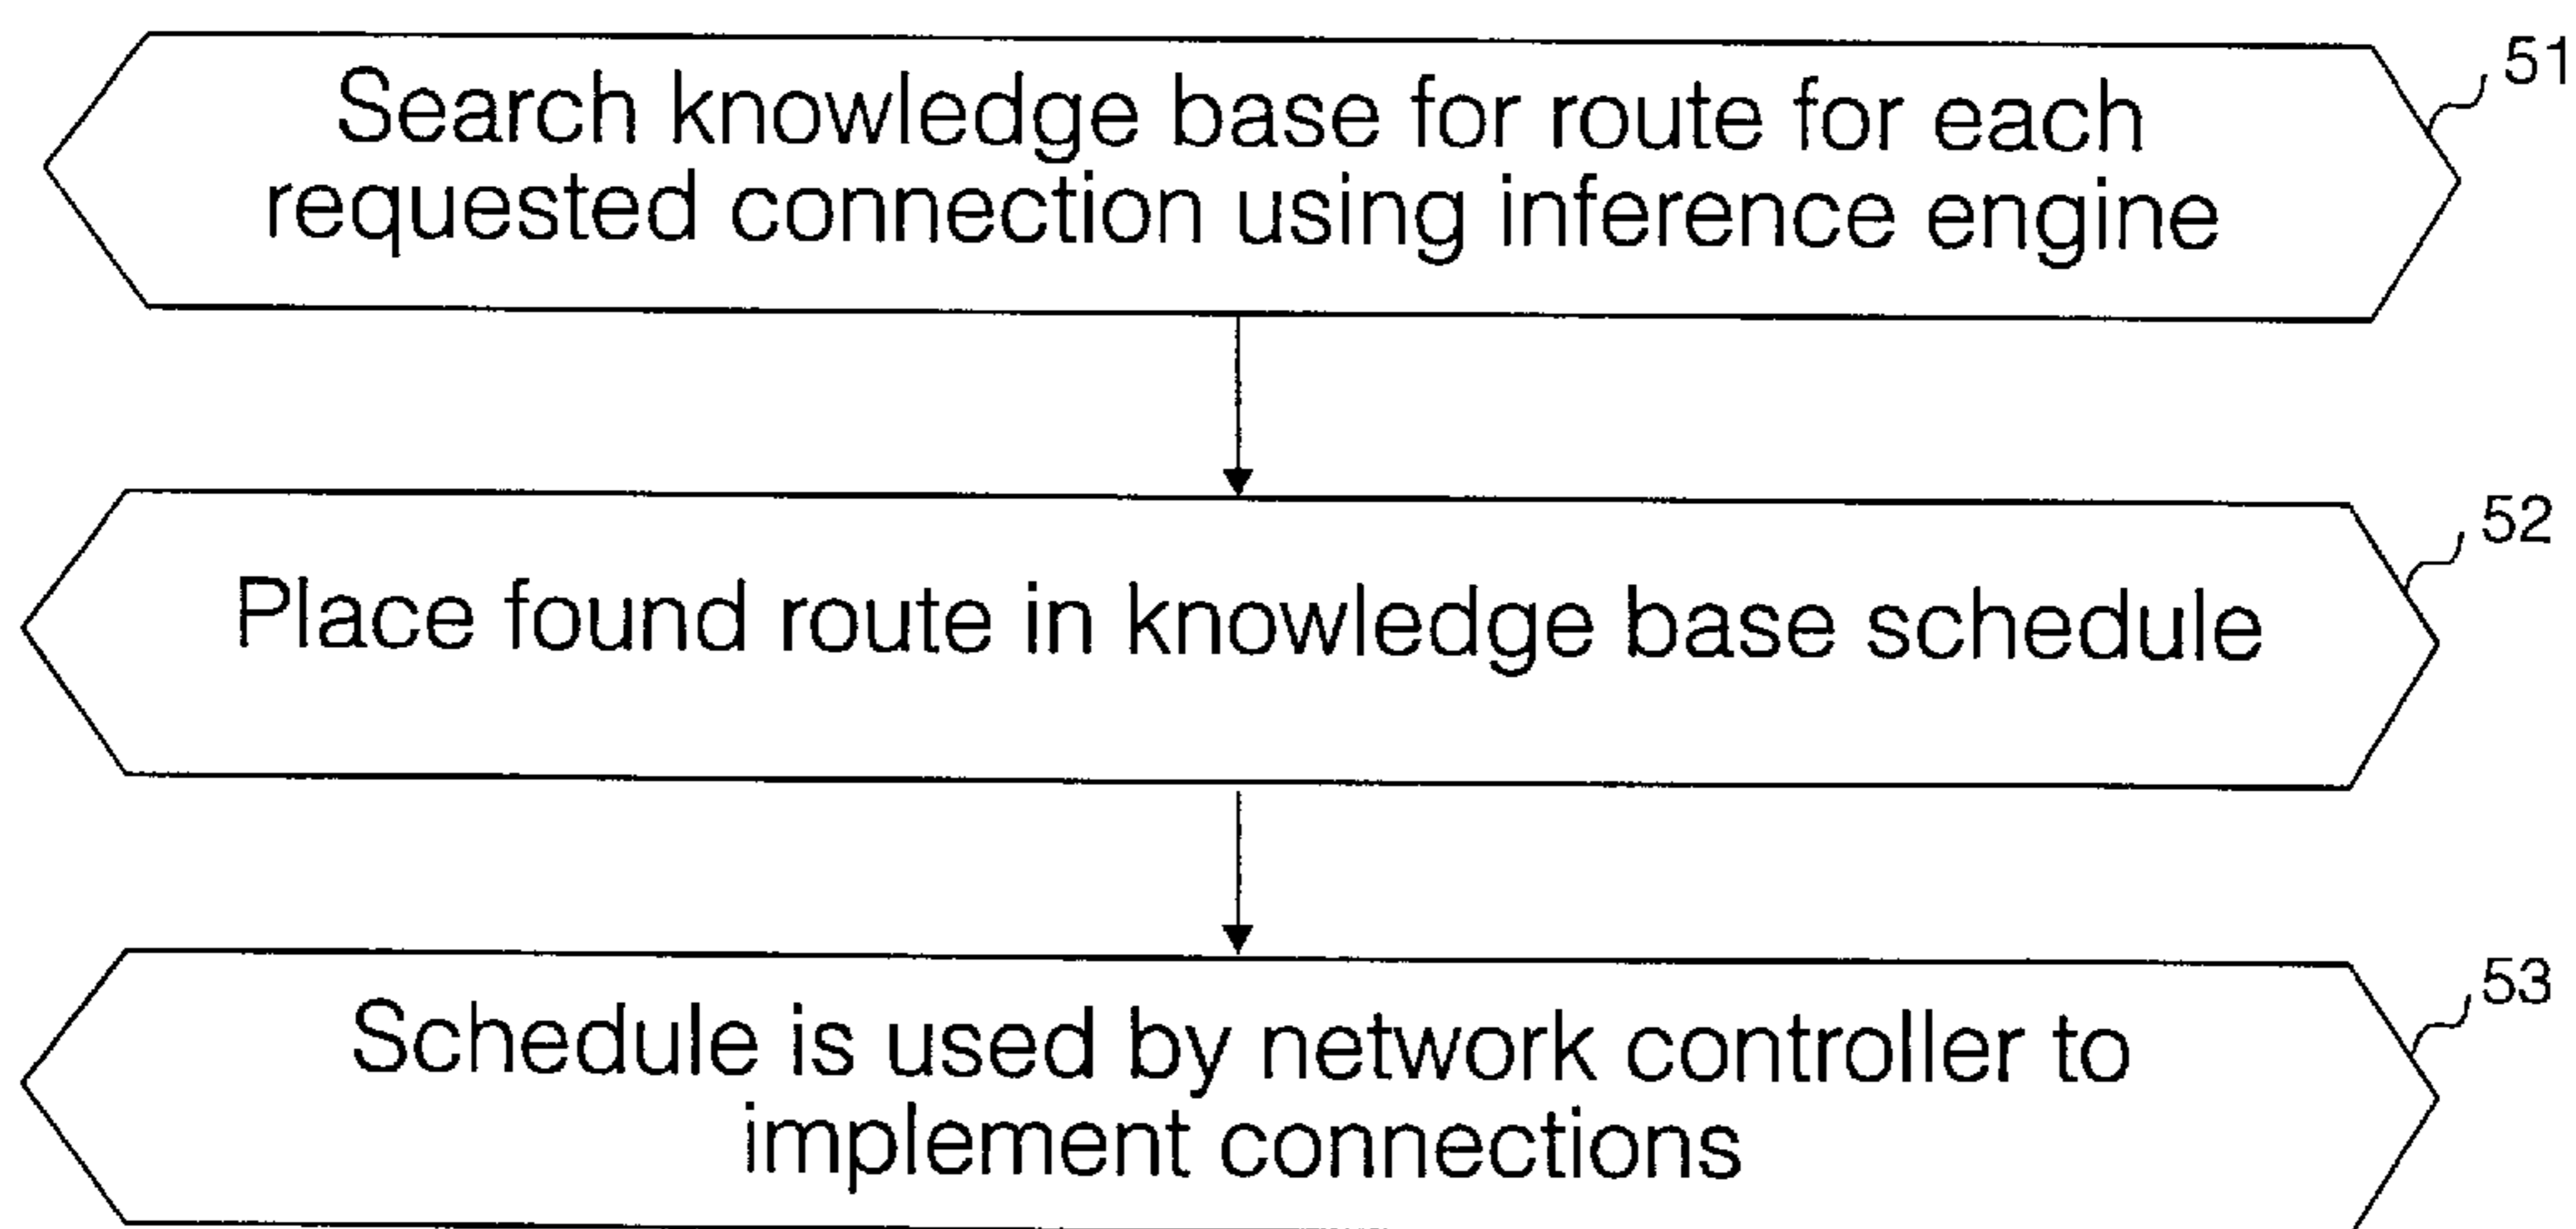 51
Search knowledge base for route for each
requested connection using inference engine
52
Place found route in knowledge base schedule
53
Schedule is used by network controller to
implement connections